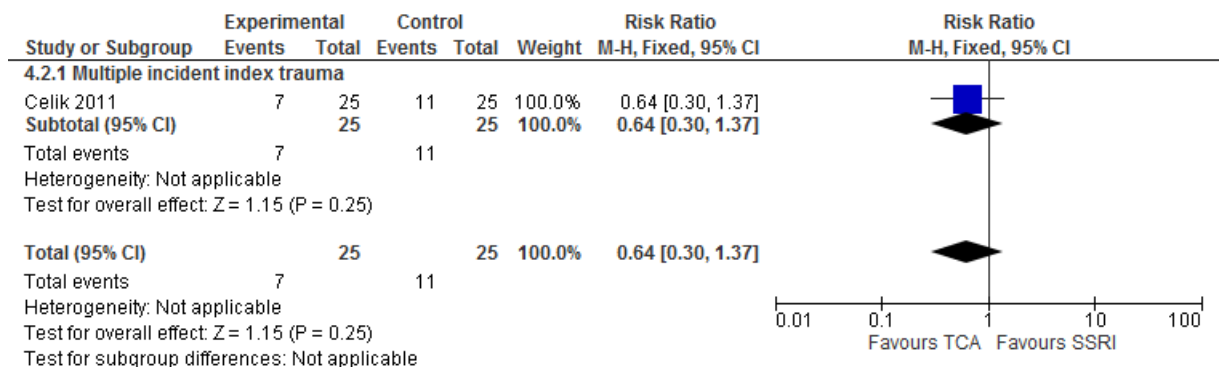 Experimental Control Risk Ratio Risk Ratio
Study or Subgroup Events Total Events Total Weight M-H, Fixed, 95% CI M-H, Fixed, 95% CI
4.2.1 Multiple incident index trauma
Celik 2011 7 25 11 25 100.0% 0.64 [0.30, 1.37]
Subtotal (95% CI) 25 25 100.0% 0.64 [0.30, 1.37]
Total events 7 11
Heterogeneity: Not applicable
Test for overall effect: Z = 1.15 (P = 0.25)
Total (95% CI) 25 25 100.0% 0.64 [0.30, 1.37]
Total events 7 11
Heterogeneity: Not applicable
Test for overall effect: Z = 1.15 (P = 0.25)
Test for subgroup differences: Not applicable
0.01 0.1 1 10 100
Favours TCA Favours SSRI